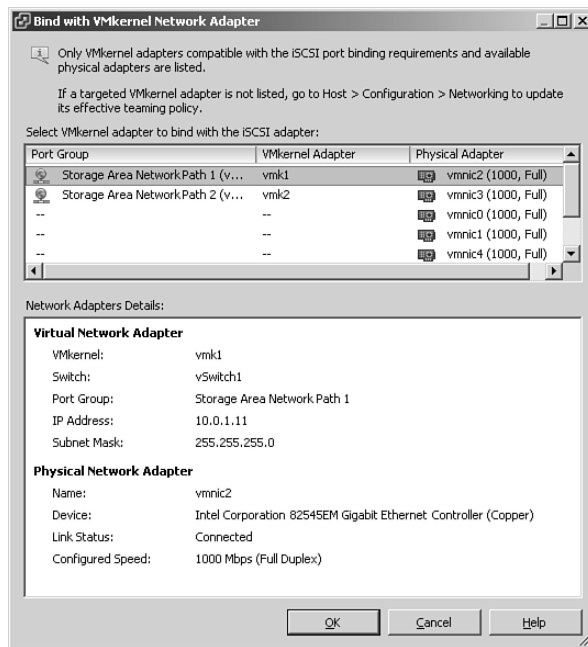 Bind with VMkernel Network Adapter
Only VMkernel adapters compatible with the iSCSI port binding requirements and available
physical adapters are listed.
If a targeted VMkernel adapter is not listed, go to Host > Configuration > Networking to update
its effective teaming policy.
Select VMkernel adapter to bind with the iSCSI adapter:
Port Group VMkernel Adapter Physical Adapter
Storage Area Network Path 1 (v... vmk1 vmnic2 (1000, Full)
Storage Area Network Path 2 (v... vmk2 vmnic3 (1000, Full)
-- -- vmnic0 (1000, Full)
-- -- vmnic1 (1000, Full)
-- -- vmnic4 (1000, Full)
Network Adapters Details:
Virtual Network Adapter
VMkernel: vmk1
Switch: vSwitch1
Port Group: Storage Area Network Path 1
IP Address: 10.0.1.11
Subnet Mask: 255.255.255.0
Physical Network Adapter
Name: vmnic2
Device: Intel Corporation 82545EM Gigabit Ethernet Controller (Copper)
Link Status: Connected
Configured Speed: 1000 Mbps (Full Duplex)
OK Cancel Help